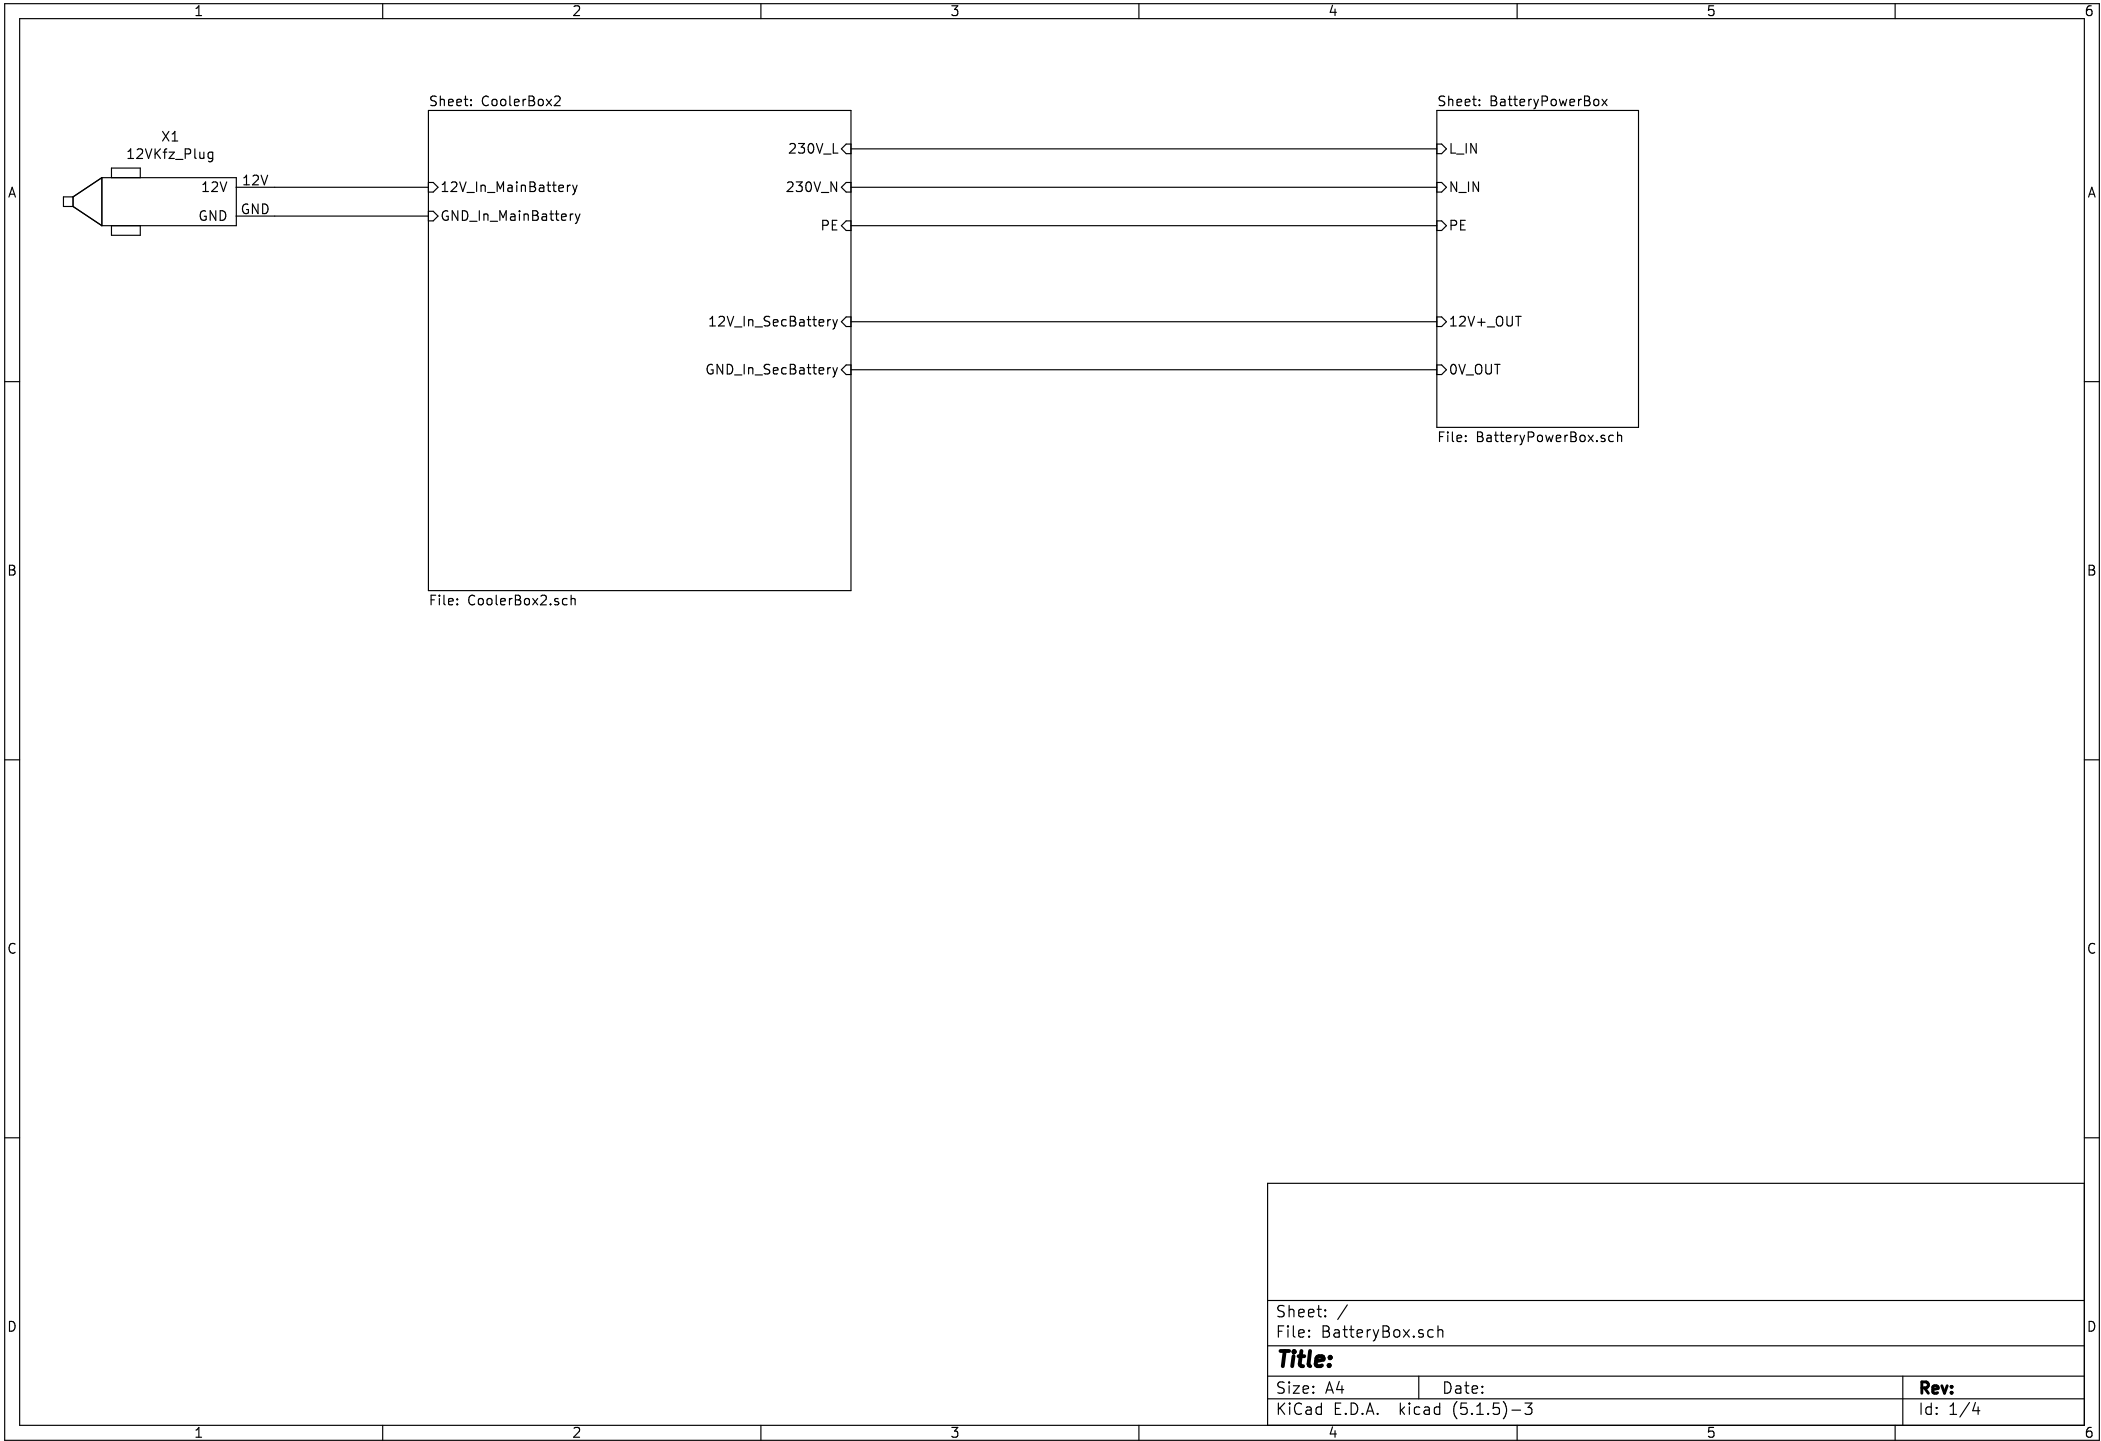 1 2 3 4 5 6
Sheet: CoolerBox2
Sheet: BatteryPowerBox
X1
12VKfz_Plug
230V_L
L_IN
A
12V
12V
12V_In_MainBattery
230V_N
N_IN
A
GND
GND
GND_In_MainBattery
PE
PE
12V_In_SecBattery
12V+_OUT
GND_In_SecBattery
0V_OUT
File: BatteryPowerBox.sch
B
B
File: CoolerBox2.sch
C
C
Sheet: /
File: BatteryBox.sch
D
D
Title:
Size: A4
Date:
Rev:
KiCad E.D.A. kicad (5.1.5)-3
Id: 1/4
1 2 3 4 5 6